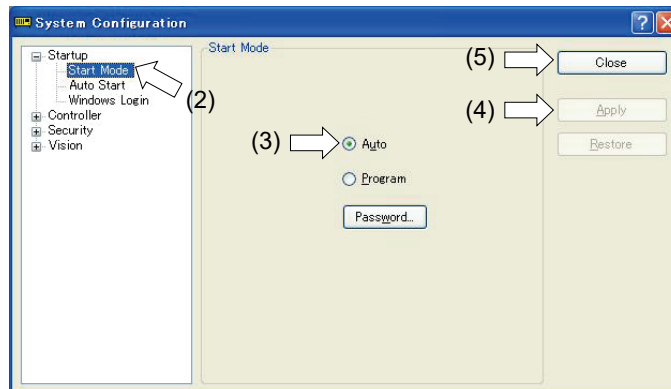 System Configuration
Startup
Start Mode
Auto Start
Windows Login
Controller
Security
Vision
(2)
Start Mode
(3)
Auto
Program
Password...
(5)
Close
(4)
Apply
Restore